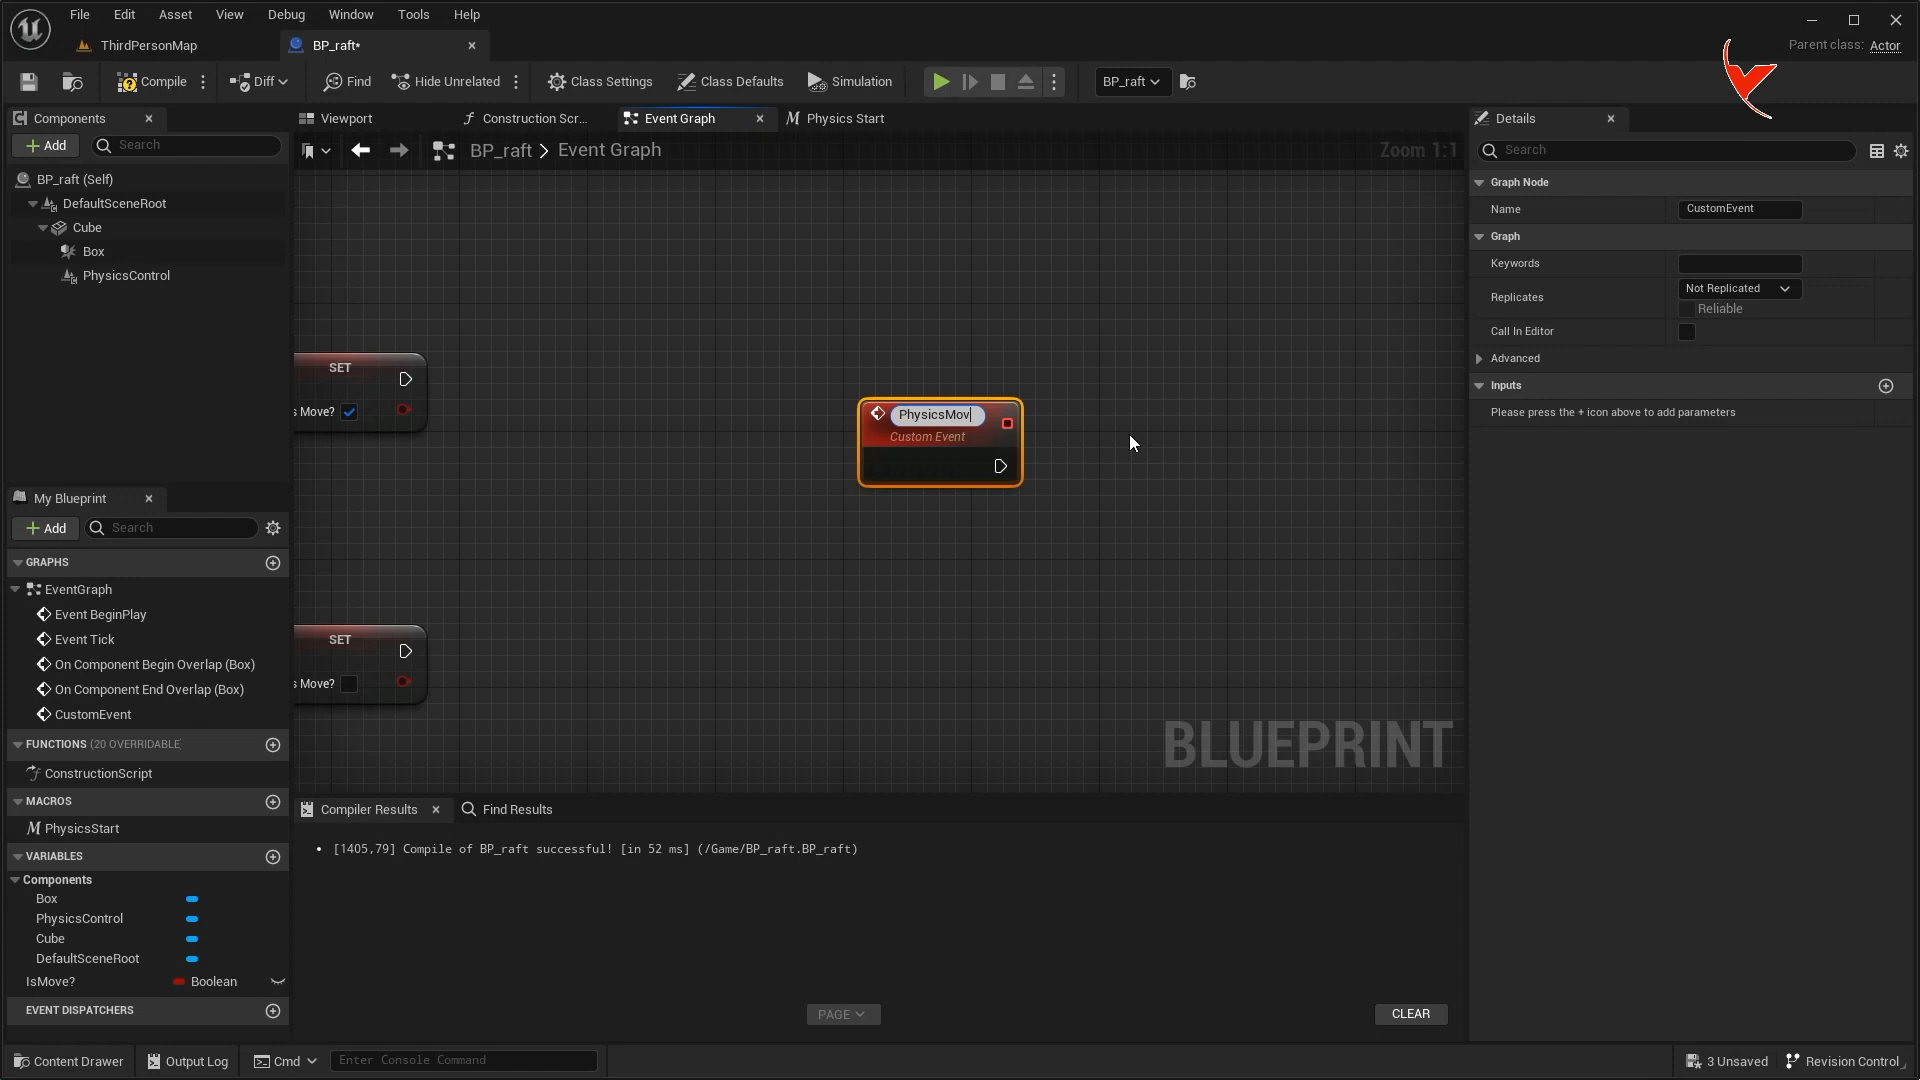 File Edit Asset View Debug Window Tools Help
ThirdPersonMap
BP_raft*
Parent class: Actor
Compile
Diff
Find
Hide Unrelated
Class Settings
Class Defaults
Simulation
BP_raft
Components
Add
Search
BP_raft (Self)
DefaultSceneRoot
Cube
Box
PhysicsControl
Viewport
Construction Scr...
Event Graph
Physics Start
BP_raft > Event Graph
Zoom 1:1
SET
s Move?
SET
s Move?
PhysicsMov
Custom Event
BLUEPRINT
My Blueprint
Add
Search
GRAPHS
EventGraph
Event BeginPlay
Event Tick
On Component Begin Overlap (Box)
On Component End Overlap (Box)
CustomEvent
FUNCTIONS (20 OVERRIDABLE
ConstructionScript
MACROS
PhysicsStart
VARIABLES
Components
Box
PhysicsControl
Cube
DefaultSceneRoot
IsMove? Boolean
EVENT DISPATCHERS
Compiler Results
Find Results
[1405,79] Compile of BP_raft successful! [in 52 ms] (/Game/BP_raft.BP_raft)
PAGE
CLEAR
Details
Search
Graph Node
Name CustomEvent
Graph
Keywords
Replicates Not Replicated
Reliable
Call In Editor
Advanced
Inputs
Please press the + icon above to add parameters
Content Drawer
Output Log
Cmd
Enter Console Command
3 Unsaved
Revision Control